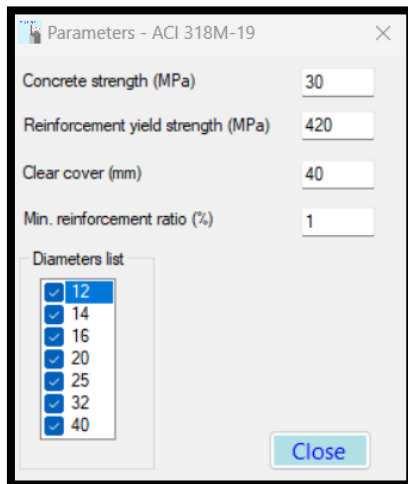 Parameters - ACI 318M-19
Concrete strength (MPa) 30
Reinforcement yield strength (MPa) 420
Clear cover (mm) 40
Min. reinforcement ratio (%) 1
Diameters list
12
14
16
20
25
32
40
Close